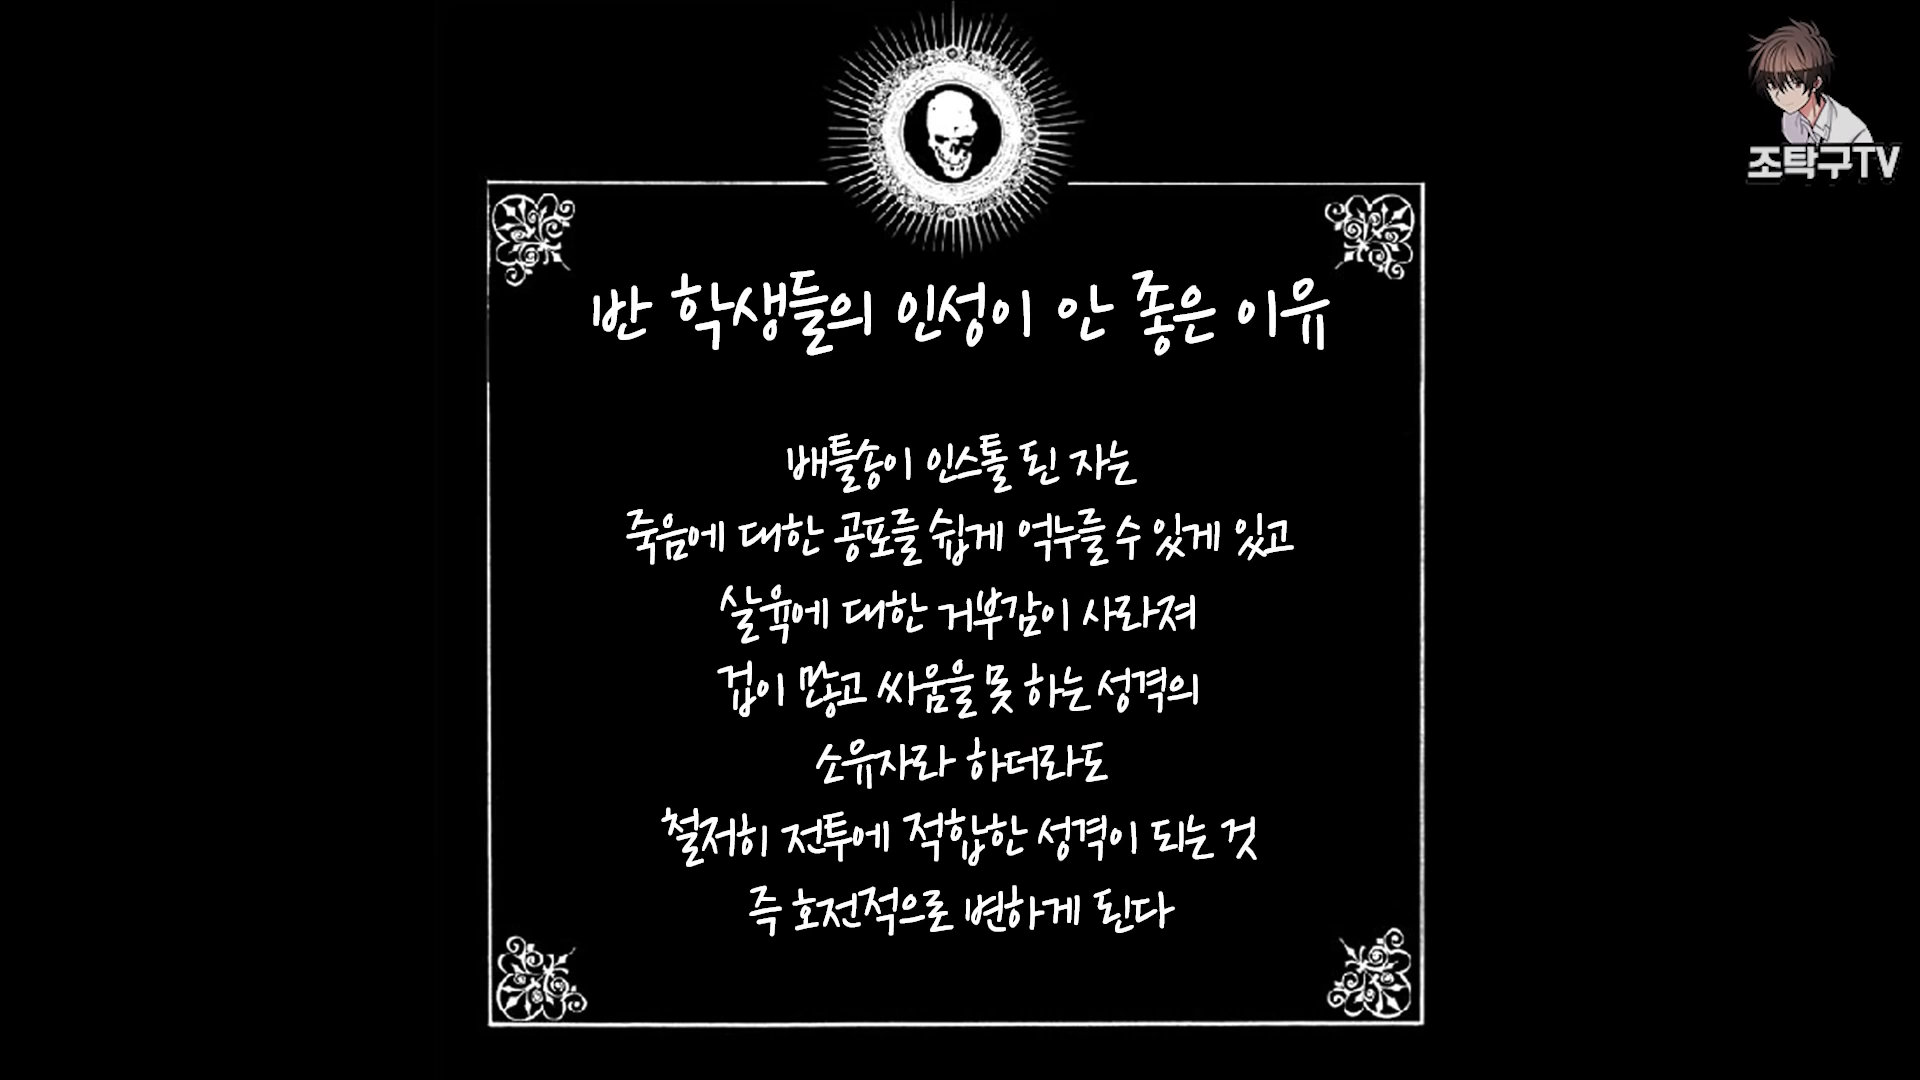 조탁구TV
반 학생들의 인성이 안 좋은 이유
배틀송이 인스톨 된 자는
죽음에 대한 공포를 쉽게 억누를 수 있게 있고
살육에 대한 거부감이 사라져
겁이 많고 싸움을 못 하는 성격의
소유자라 하더라도
철저히 전투에 적합한 성격이 되는 것
즉 호전적으로 변하게 된다